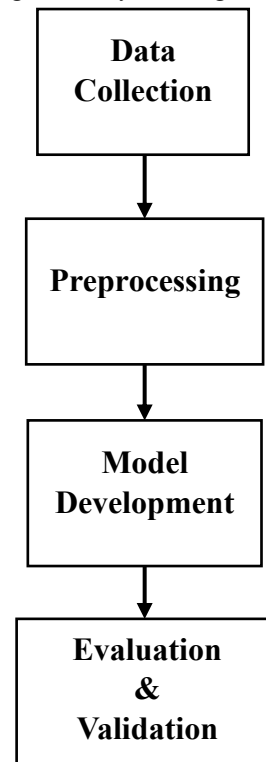 Data
Collection
Preprocessing
Model
Development
Evaluation
&
Validation